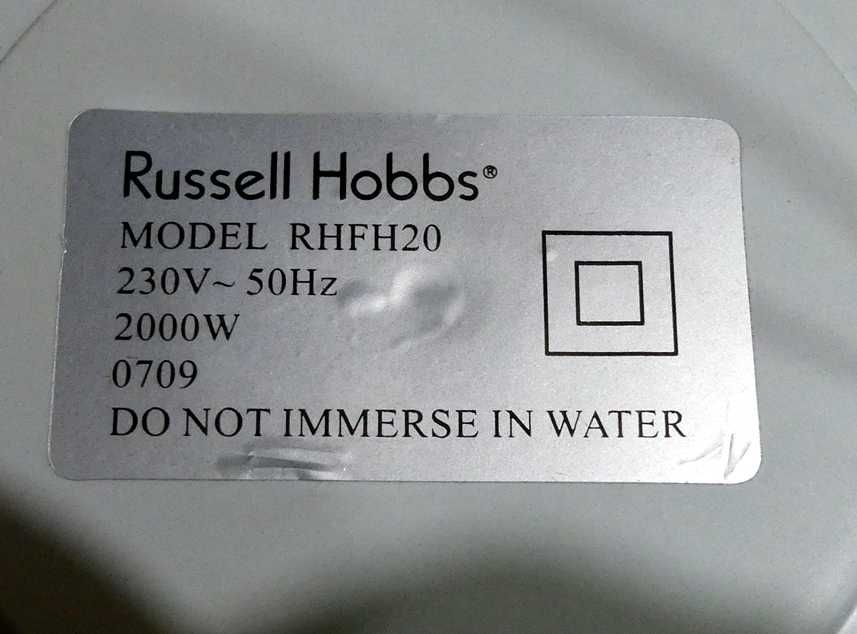 Russell Hobbs®
MODEL RHFH20
230V~ 50Hz
2000W
0709
DO NOT IMMERSE IN WATER